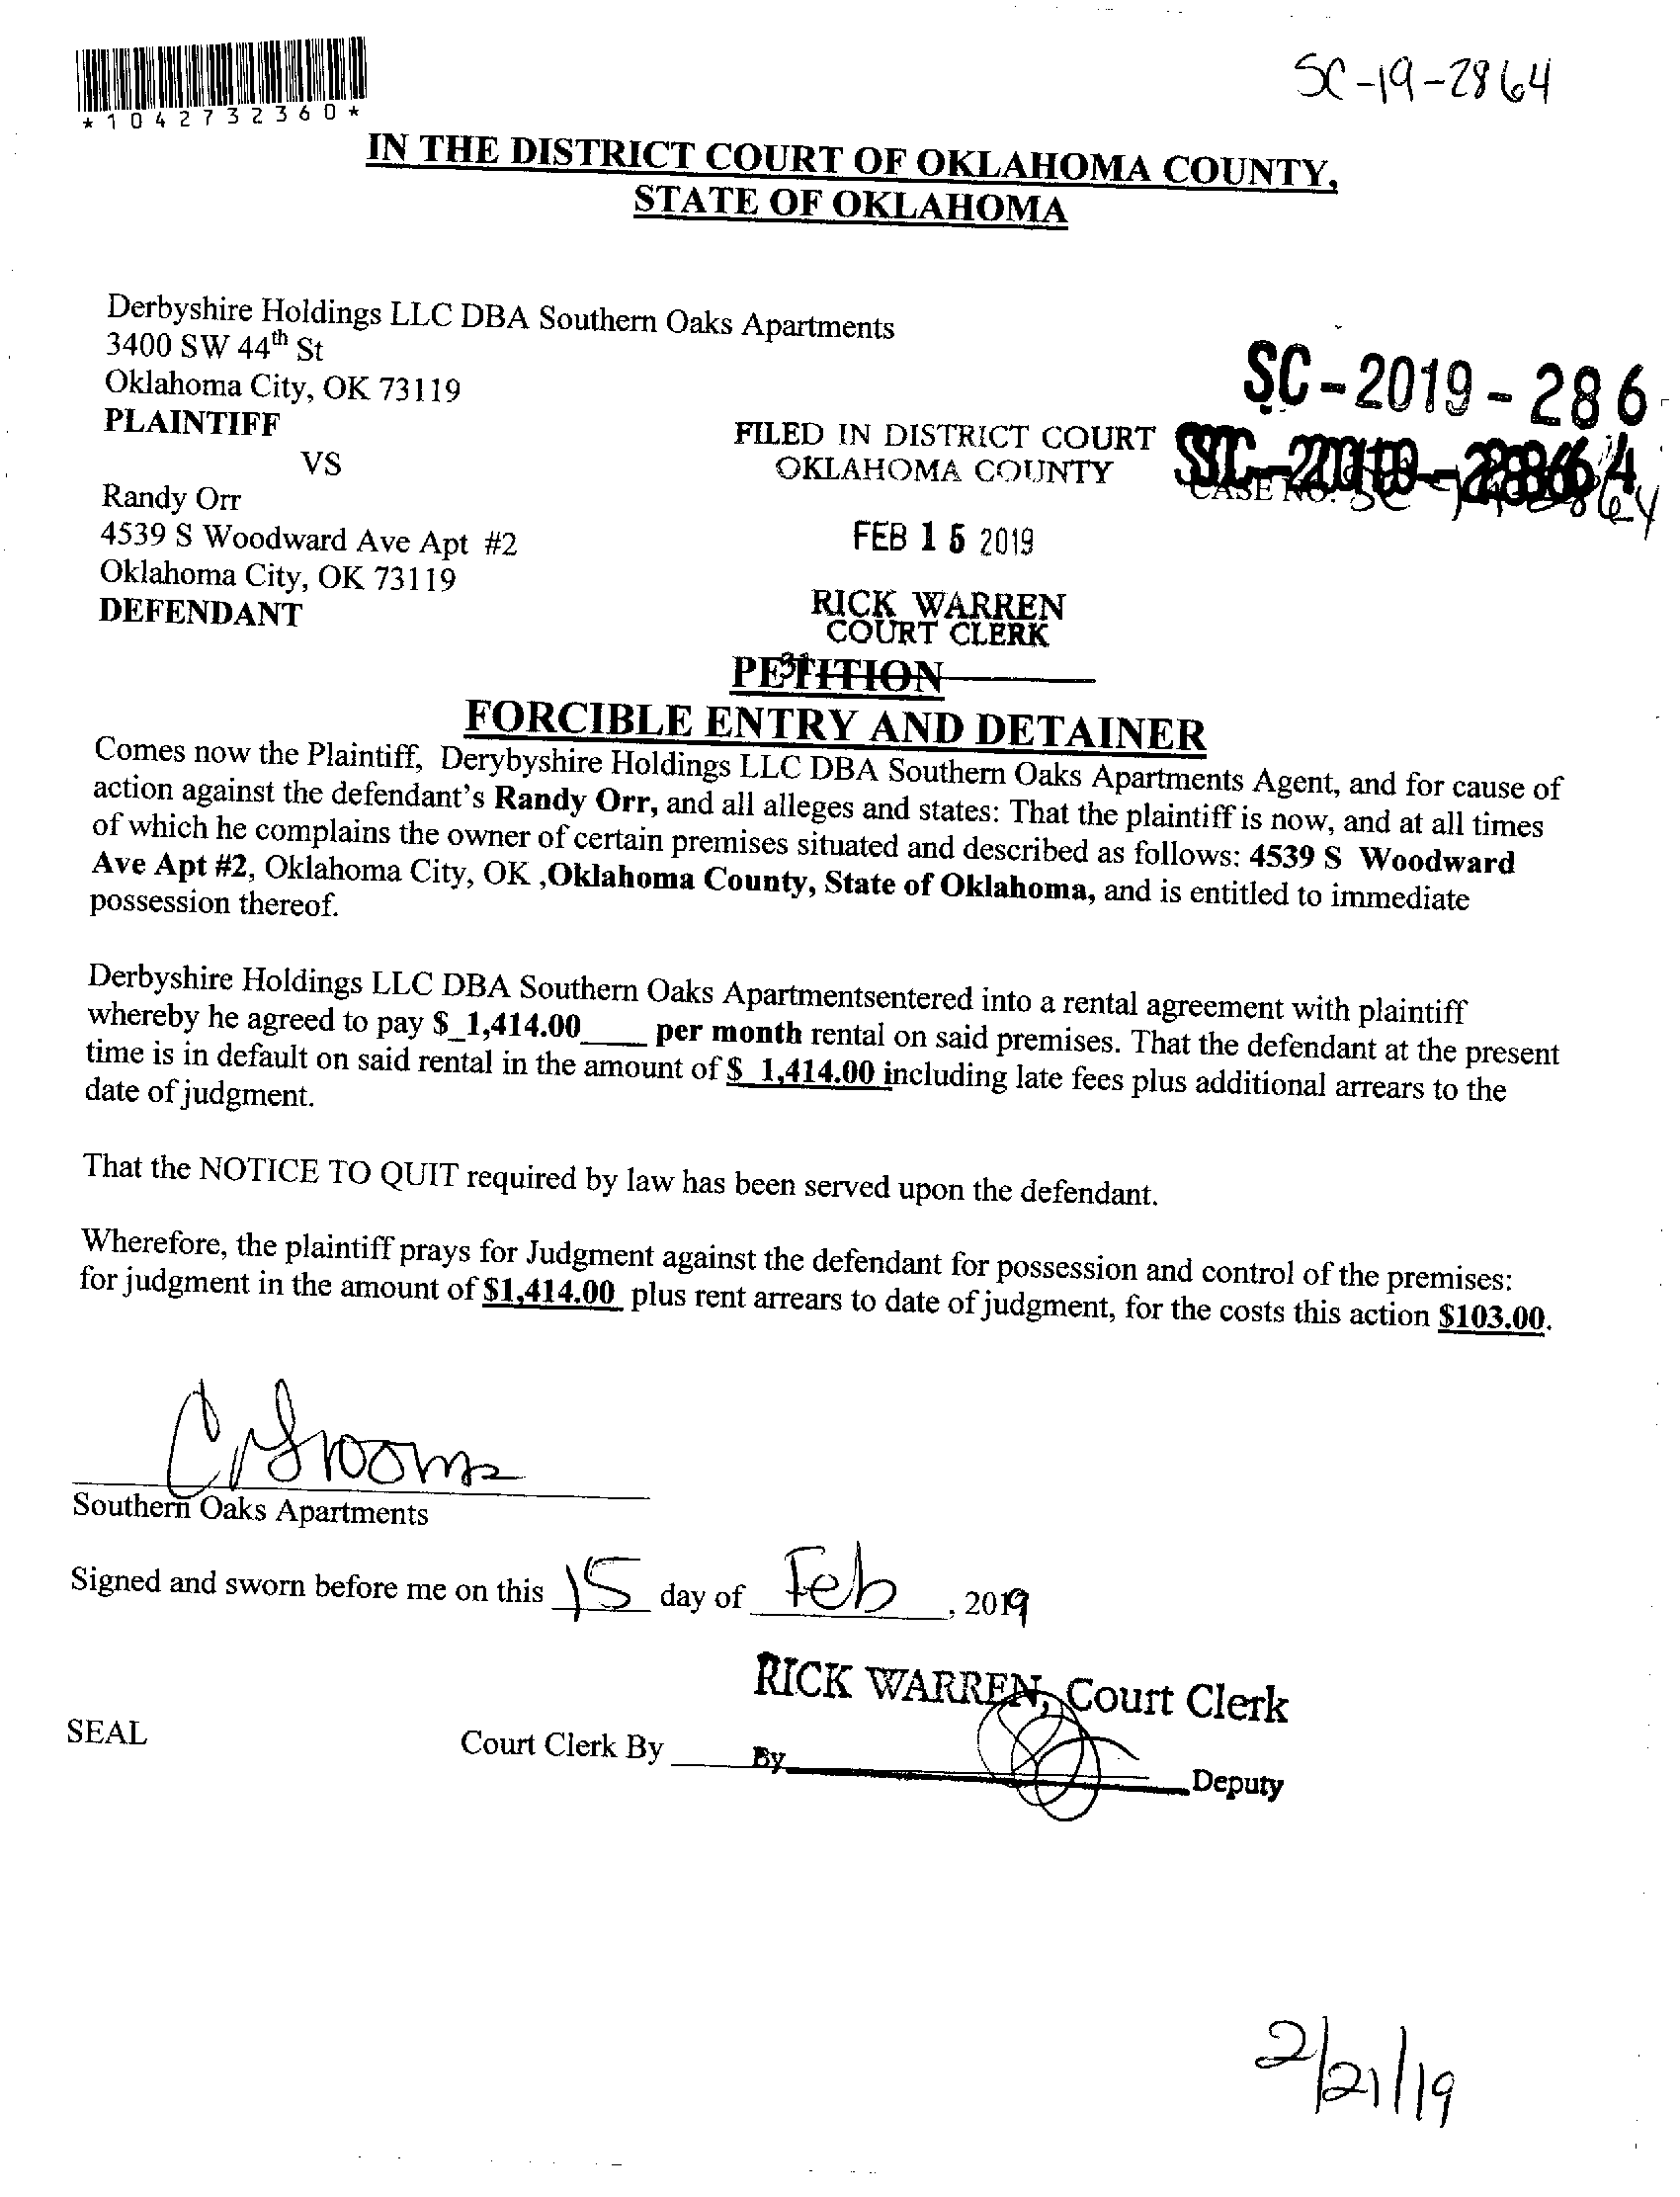 SC-19-2864
*1042732360*
IN THE DISTRICT COURT OF OKLAHOMA COUNTY,
STATE OF OKLAHOMA
Derbyshire Holdings LLC DBA Southern Oaks Apartments
3400 SW 44th St
Oklahoma City, OK 73119
PLAINTIFF
VS
Randy Orr
4539 S Woodward Ave Apt #2
Oklahoma City, OK 73119
DEFENDANT
FILED IN DISTRICT COURT
OKLAHOMA COUNTY
FEB 15 2019
RICK WARREN
COURT CLERK
SC-2019-286
CASE NO.
31
PETITION
FORCIBLE ENTRY AND DETAINER
Comes now the Plaintiff, Derybyshire Holdings LLC DBA Southern Oaks Apartments Agent, and for cause of
action against the defendant's Randy Orr, and all alleges and states: That the plaintiff is now, and at all times
of which he complains the owner of certain premises situated and described as follows: 4539 S Woodward
Ave Apt #2, Oklahoma City, OK ,Oklahoma County, State of Oklahoma, and is entitled to immediate
possession thereof.
Derbyshire Holdings LLC DBA Southern Oaks Apartmentsentered into a rental agreement with plaintiff
whereby he agreed to pay $_1,414.00____ per month rental on said premises. That the defendant at the present
time is in default on said rental in the amount of $ 1,414.00 including late fees plus additional arrears to the
date of judgment.
That the NOTICE TO QUIT required by law has been served upon the defendant.
Wherefore, the plaintiff prays for Judgment against the defendant for possession and control of the premises:
for judgment in the amount of $1,414.00 plus rent arrears to date of judgment, for the costs this action $103.00.
Southern Oaks Apartments
Signed and sworn before me on this 15 day of Feb, 2019
RICK WARREN, Court Clerk
SEAL
Court Clerk By ____ By ____ Deputy
2/21/19